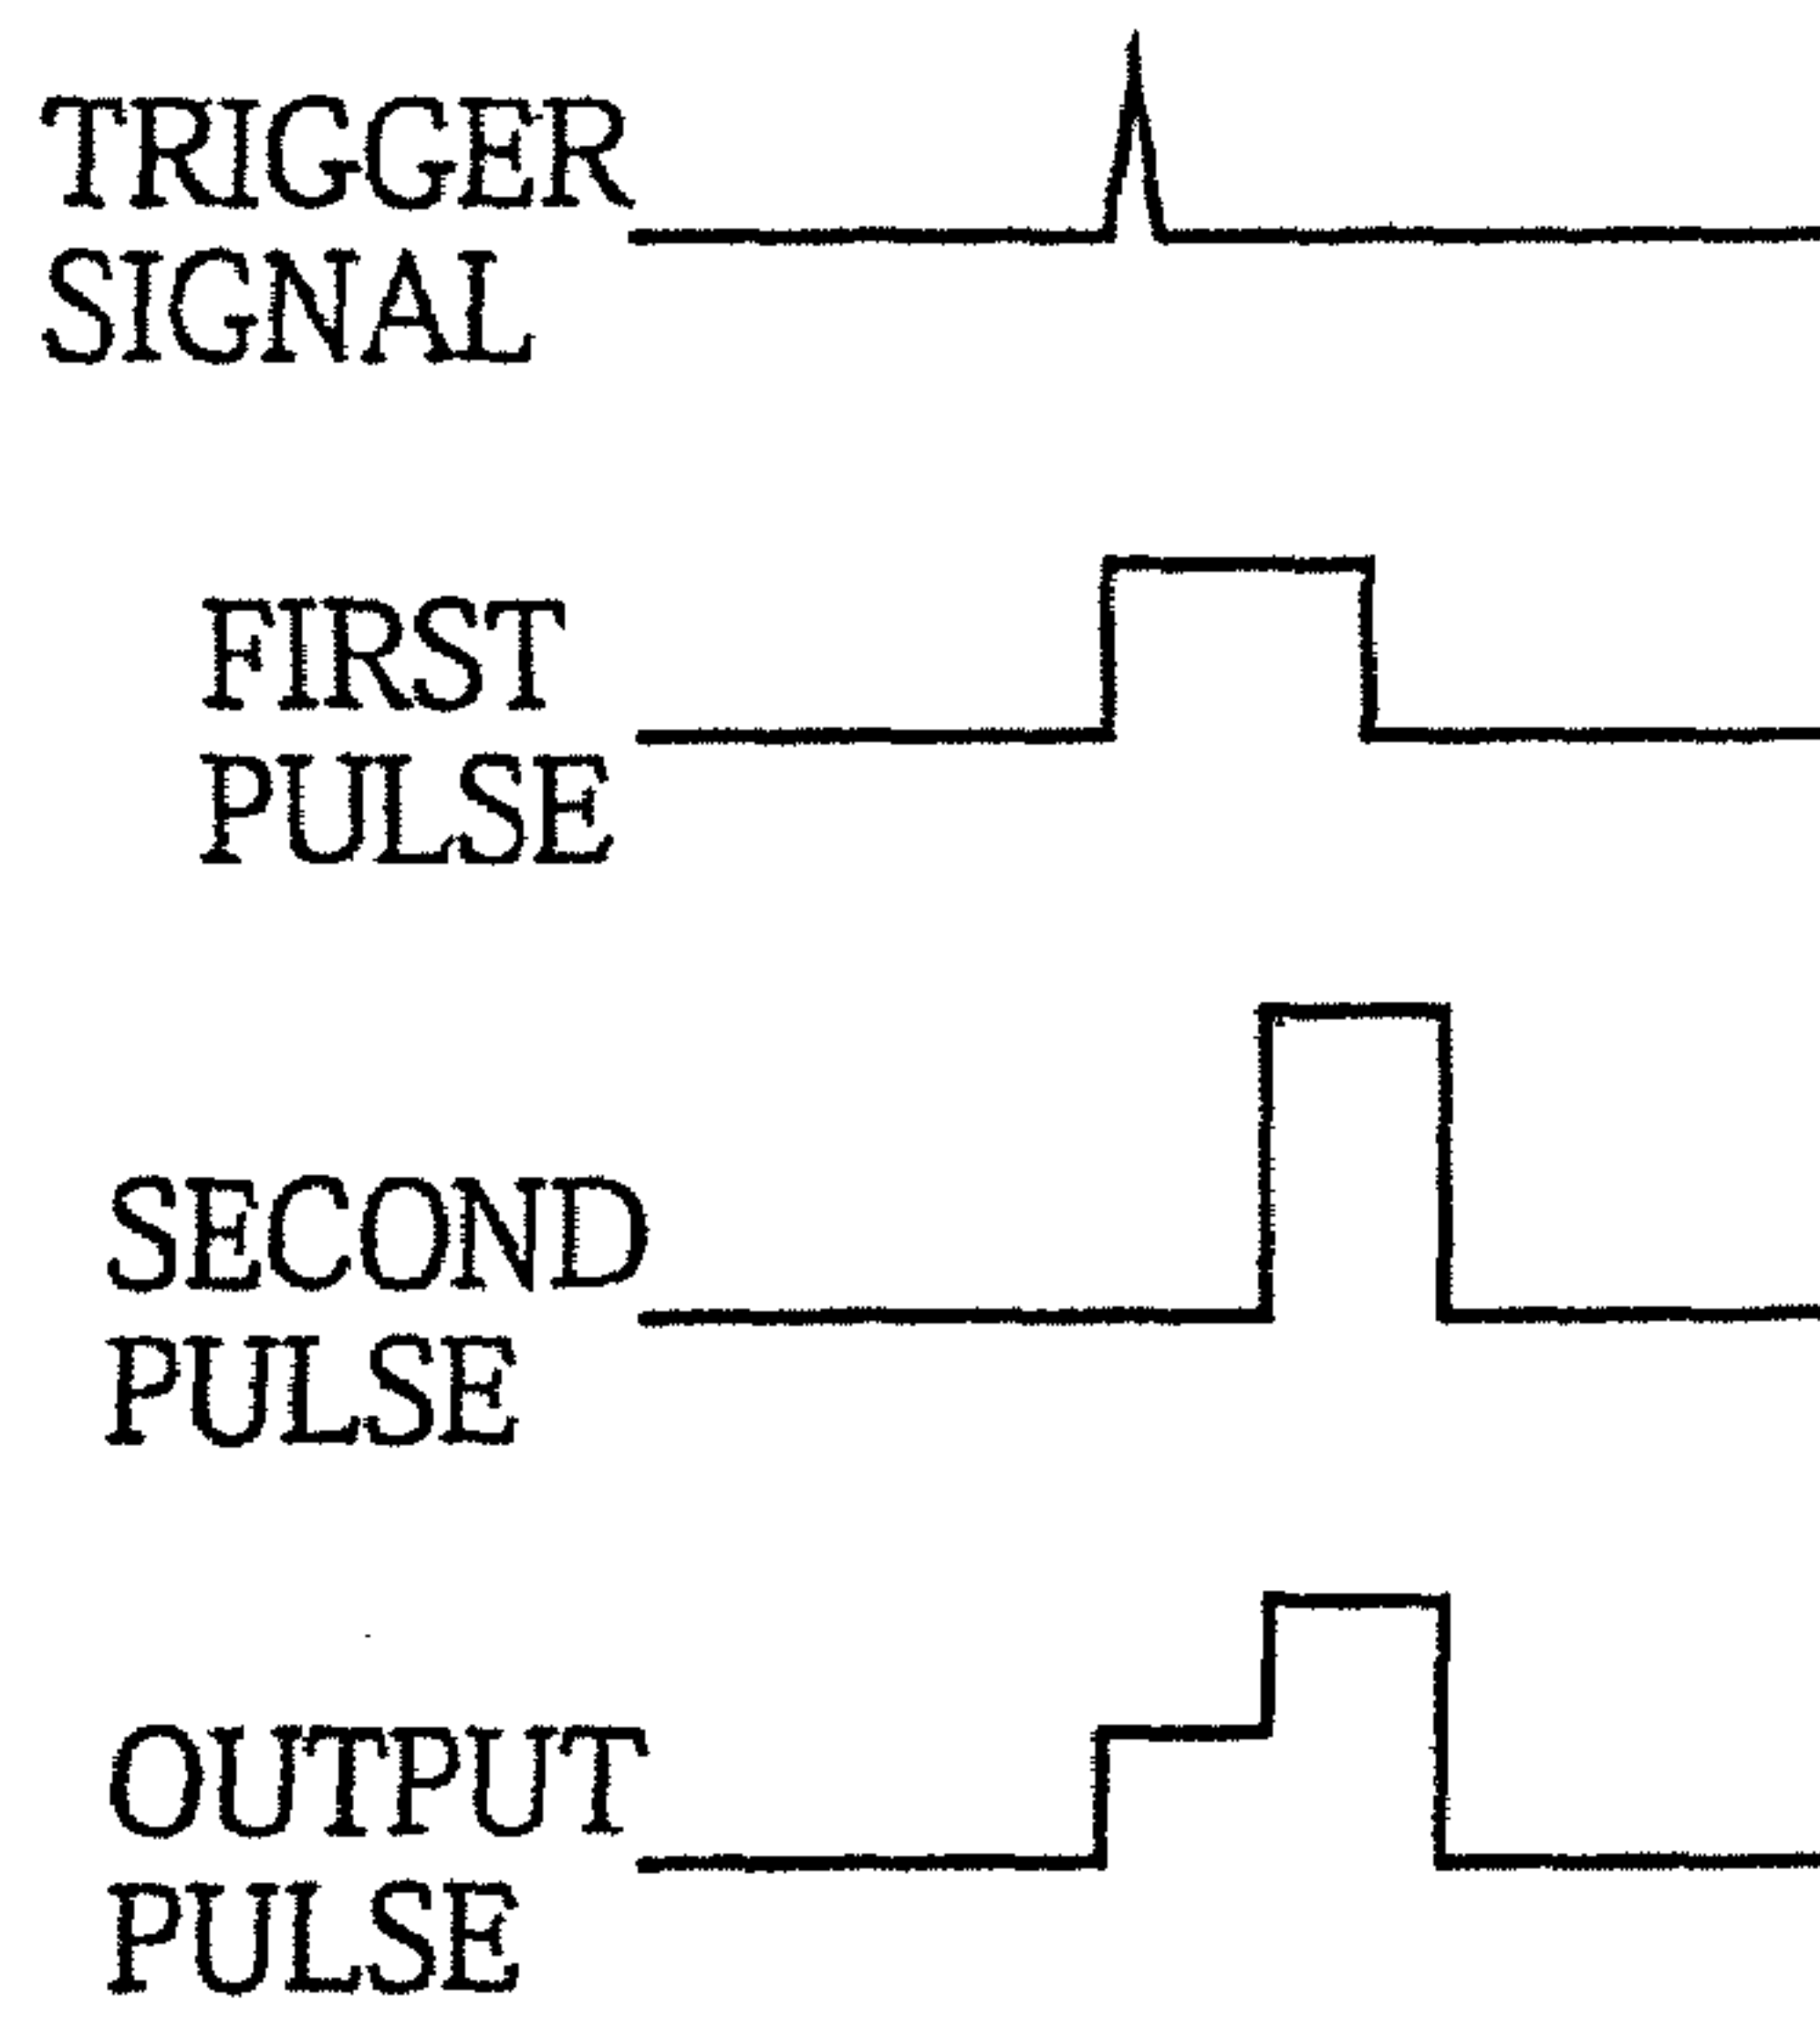 TRIGGER
SIGNAL
FIRST
PULSE
SECOND
PULSE
OUTPUT
PULSE